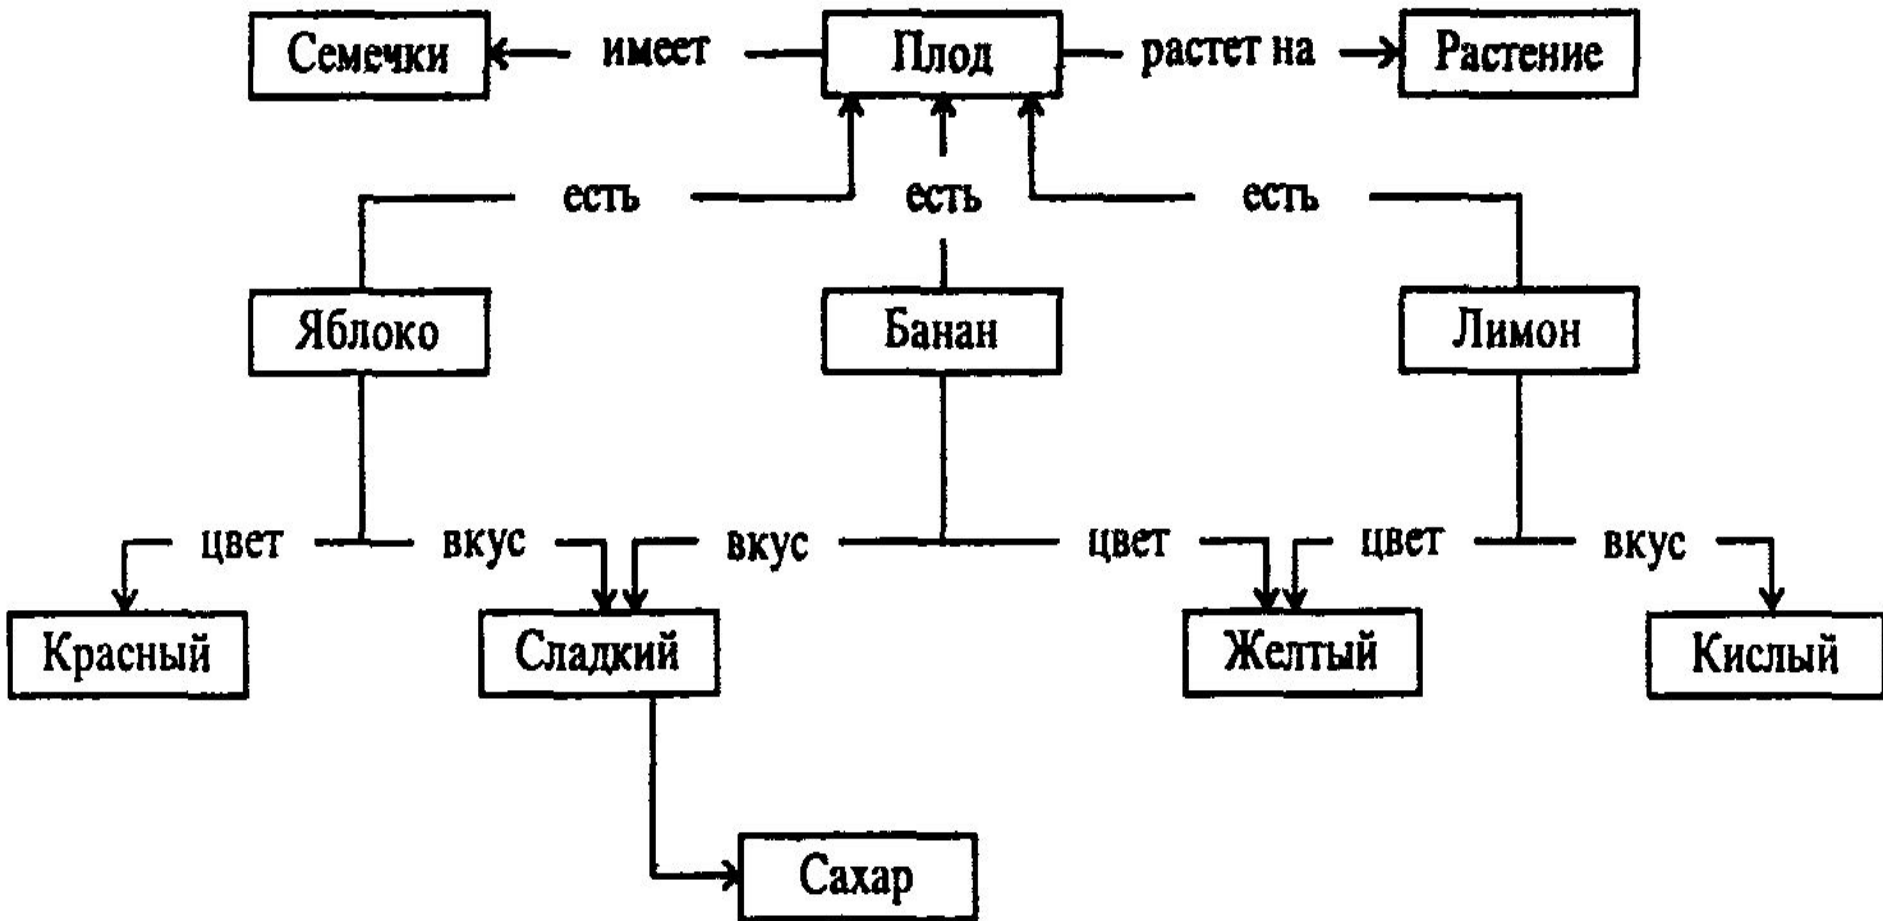 Семечки имеет Плод растет на Растение
есть есть есть
Яблоко Банан Лимон
цвет вкус вкус цвет цвет вкус
Красный Сладкий Желтый Кислый
Сахар